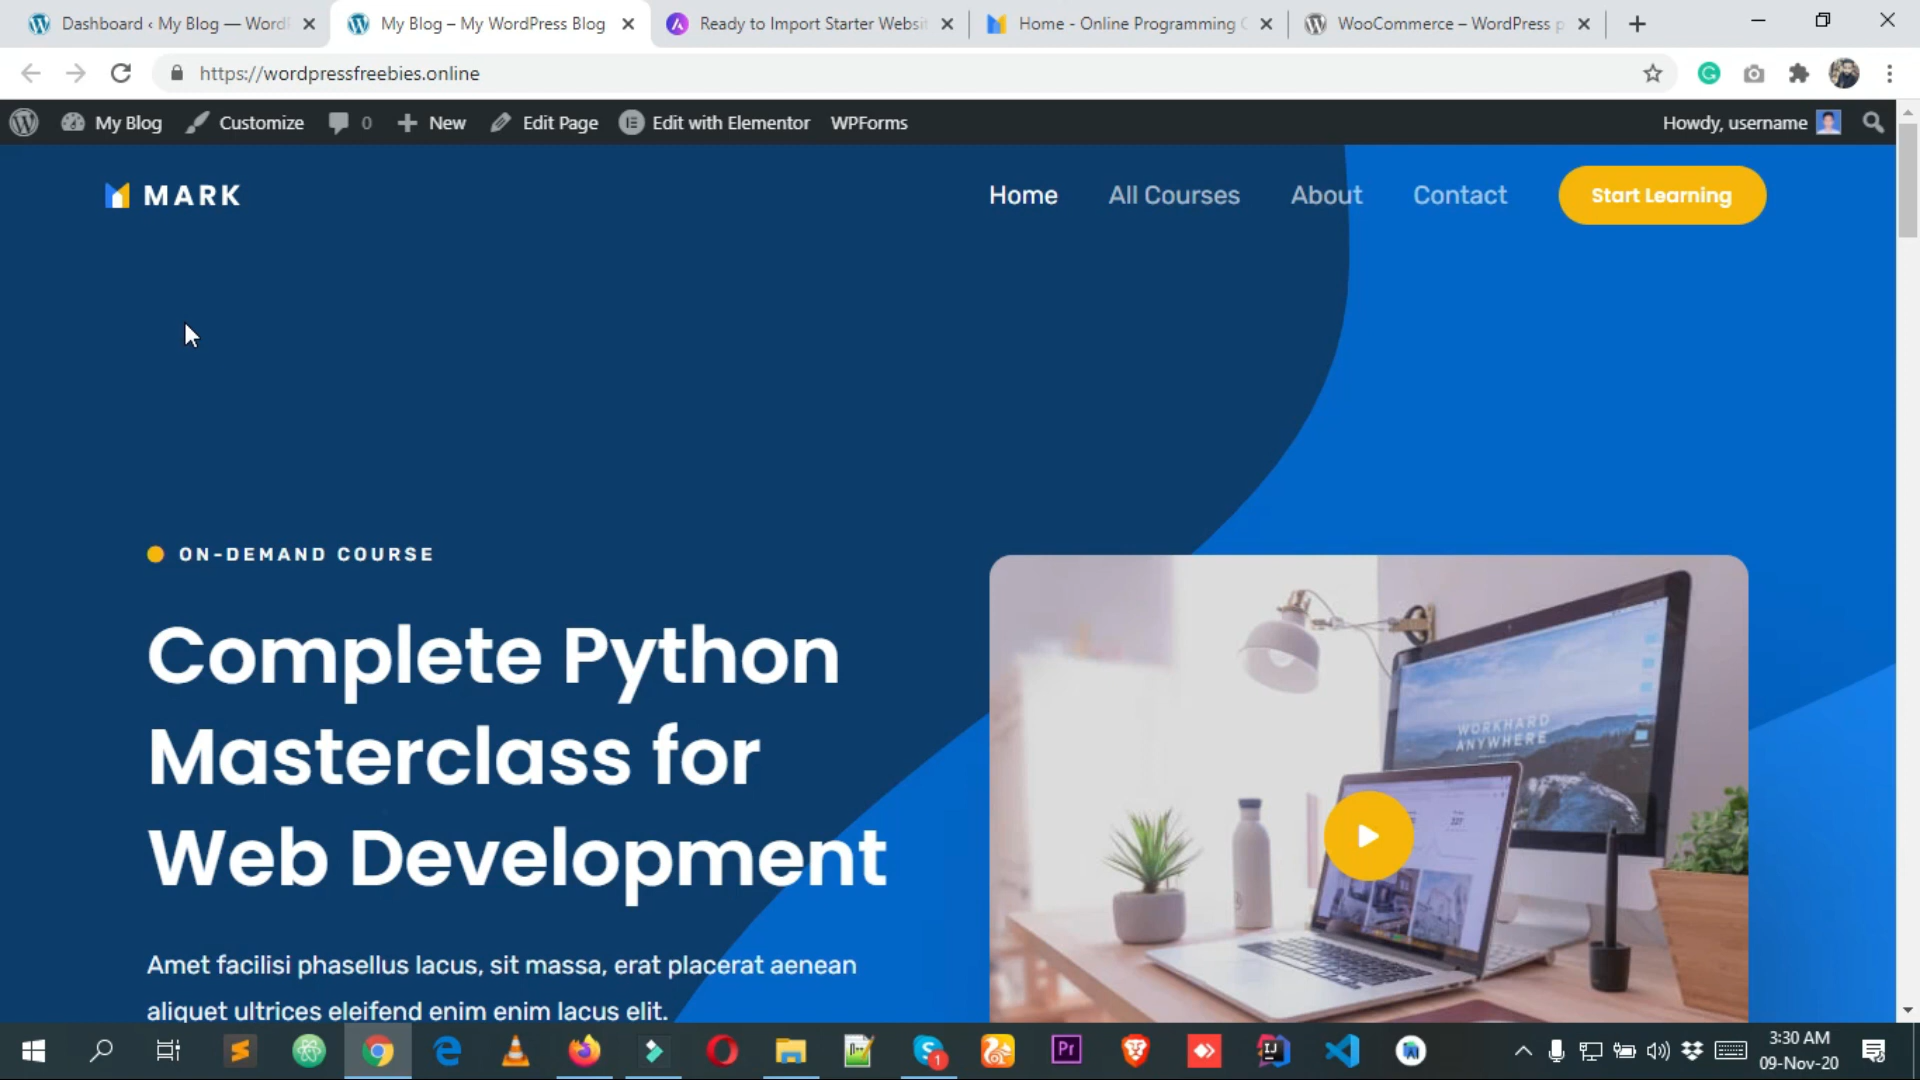 Dashboard ‹ My Blog — Word
My Blog – My WordPress Blog
Ready to Import Starter Websit
Home - Online Programming C
WooCommerce – WordPress p
https://wordpressfreebies.online
My Blog
Customize
0
New
Edit Page
Edit with Elementor
WPForms
Howdy, username
MARK
Home
All Courses
About
Contact
Start Learning
ON-DEMAND COURSE
Complete Python
Masterclass for
Web Development
Amet facilisi phasellus lacus, sit massa, erat placerat aenean
aliquet ultrices eleifend enim enim lacus elit.
WORKHARD
ANYWHERE
Pr
1
3:30 AM
09-Nov-20